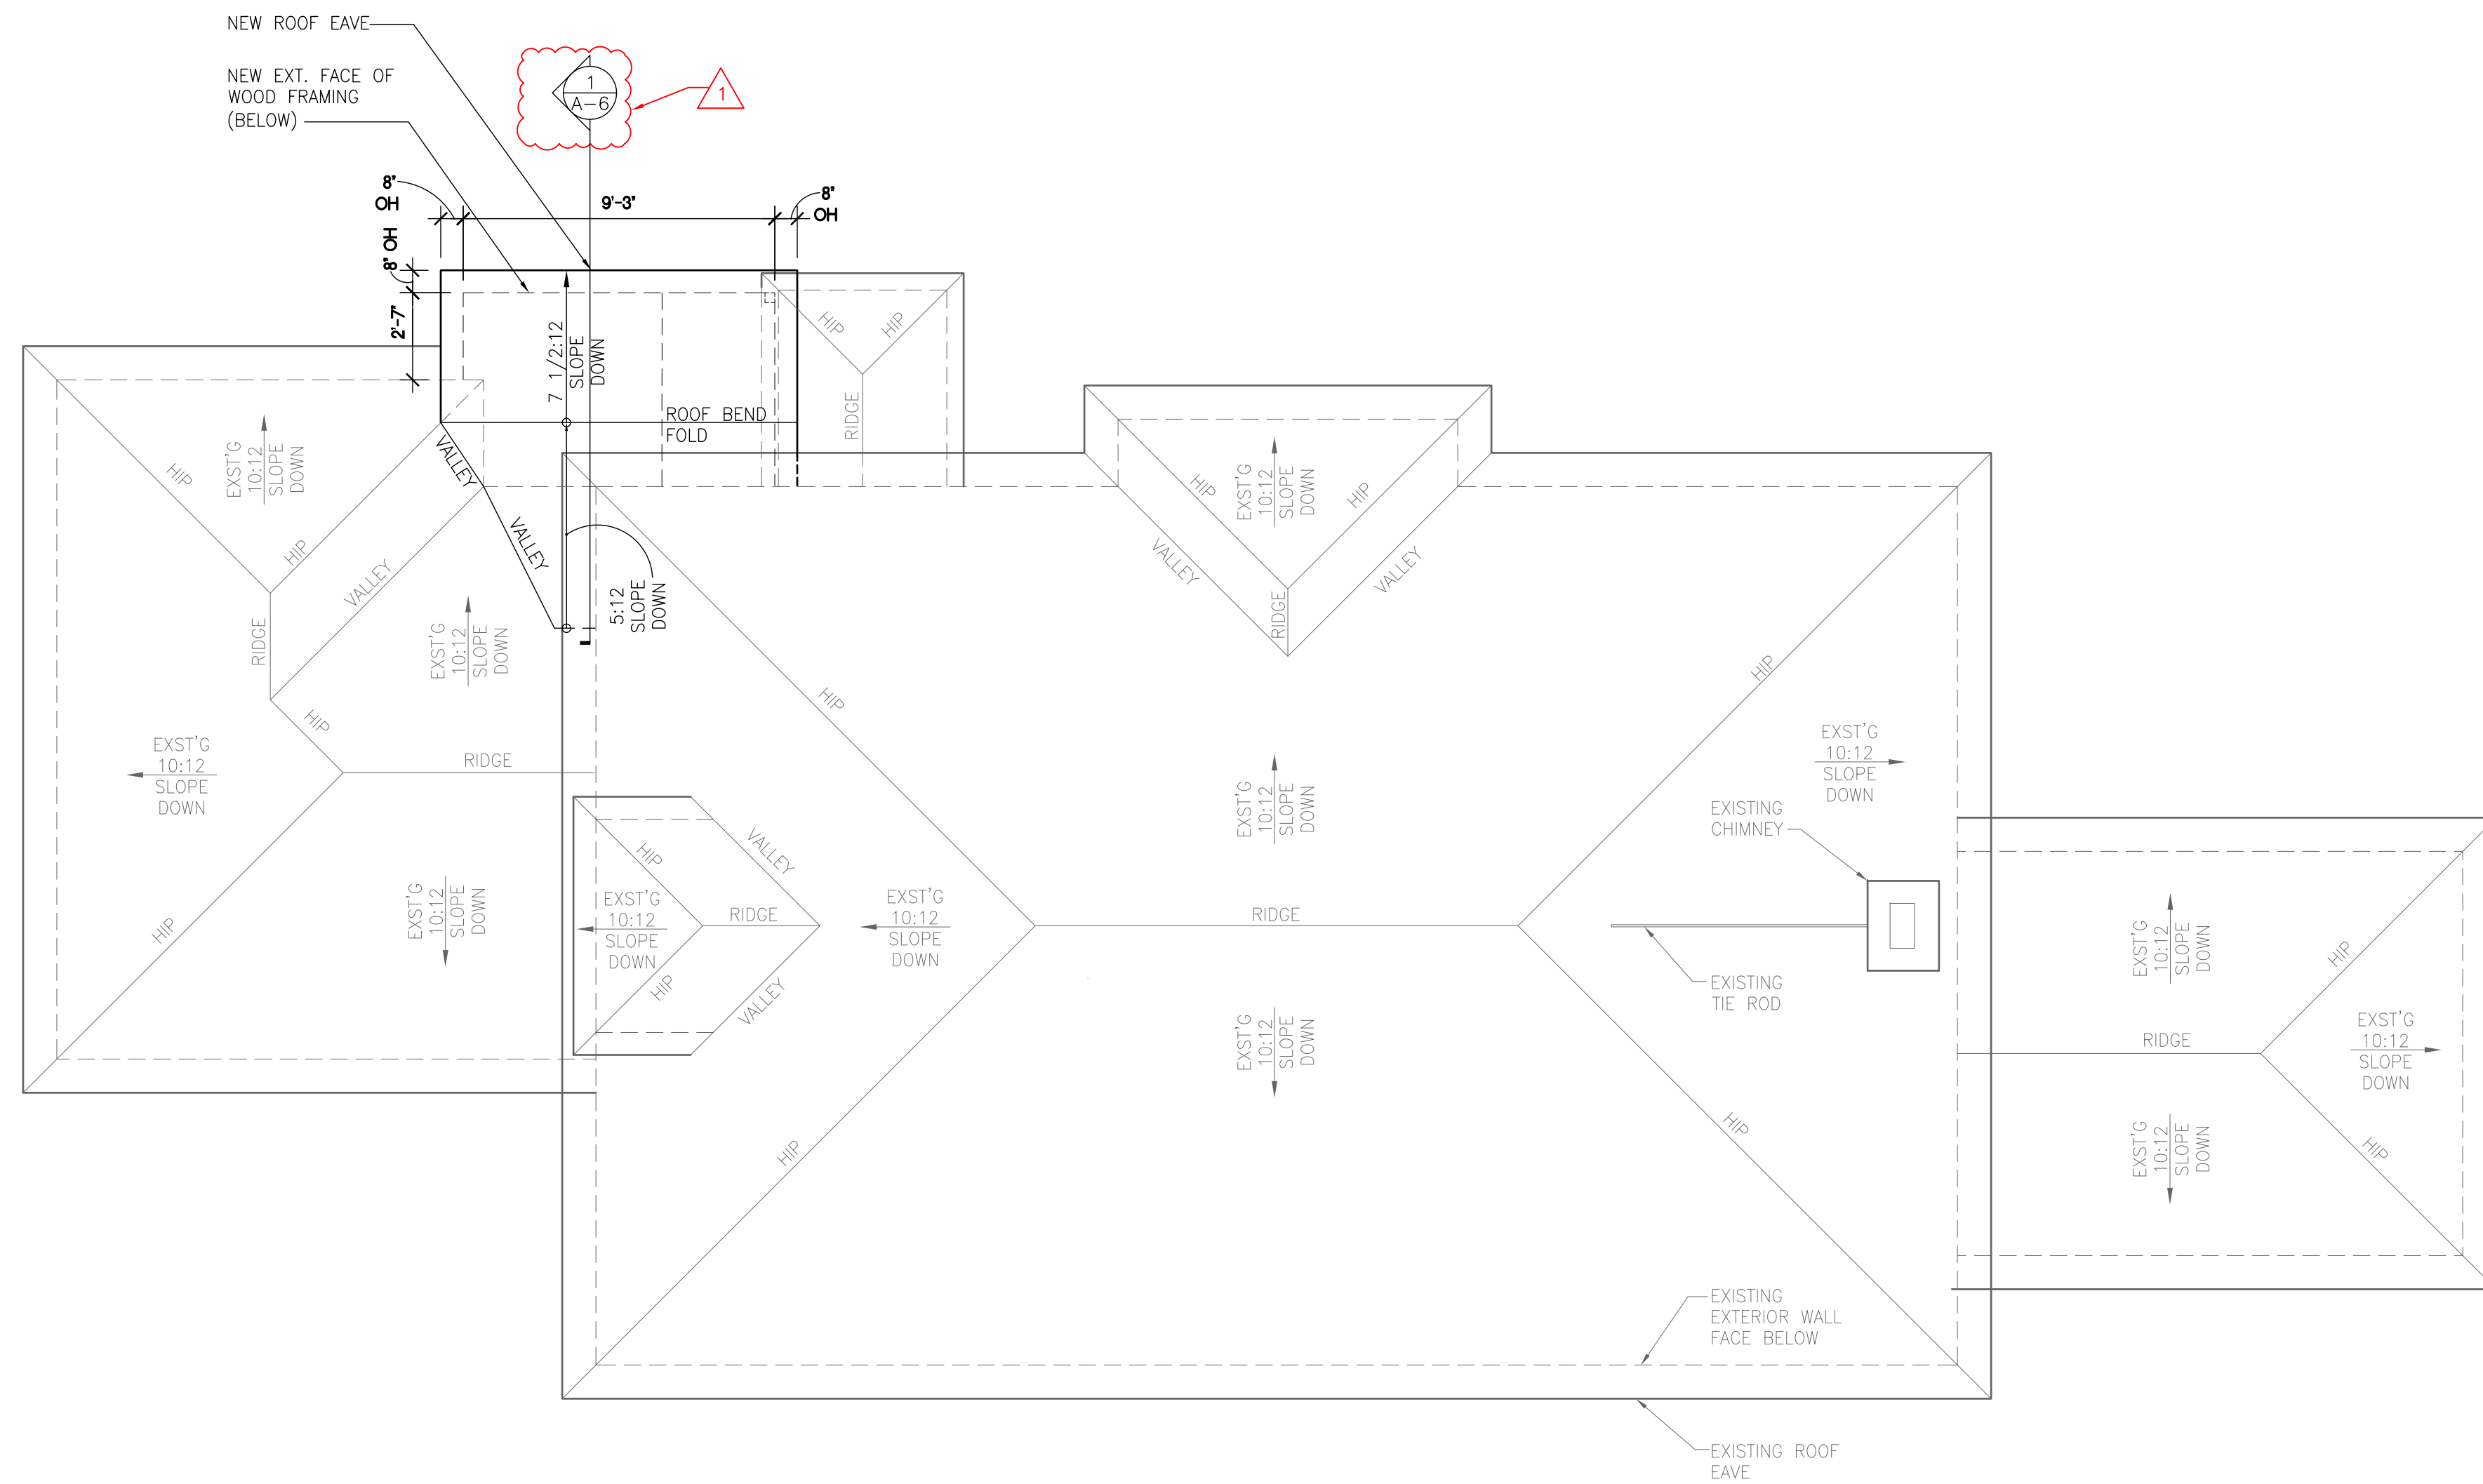 NEW ROOF EAVE
NEW EXT. FACE OF
WOOD FRAMING
(BELOW)
1
A-6
1
8"
OH
9'-3"
8"
OH
8" OH
2'-7"
7 1/2:12
SLOPE
DOWN
ROOF BEND
FOLD
VALLEY
VALLEY
5:12
SLOPE
DOWN
HIP
HIP
RIDGE
EXST'G
10:12
SLOPE
DOWN
HIP
HIP
RIDGE
VALLEY
EXST'G
10:12
SLOPE
DOWN
HIP
RIDGE
EXST'G
10:12
SLOPE
DOWN
EXST'G
10:12
SLOPE
DOWN
HIP
EXST'G
10:12
SLOPE
DOWN
HIP
HIP
VALLEY
VALLEY
RIDGE
HIP
HIP
EXST'G
10:12
SLOPE
DOWN
HIP
HIP
VALLEY
RIDGE
VALLEY
EXST'G
10:12
SLOPE
DOWN
RIDGE
EXST'G
10:12
SLOPE
DOWN
EXST'G
10:12
SLOPE
DOWN
HIP
HIP
EXST'G
10:12
SLOPE
DOWN
EXISTING
CHIMNEY
EXISTING
TIE ROD
EXISTING
EXTERIOR WALL
FACE BELOW
EXISTING ROOF
EAVE
EXST'G
10:12
SLOPE
DOWN
HIP
RIDGE
EXST'G
10:12
SLOPE
DOWN
EXST'G
10:12
SLOPE
DOWN
HIP